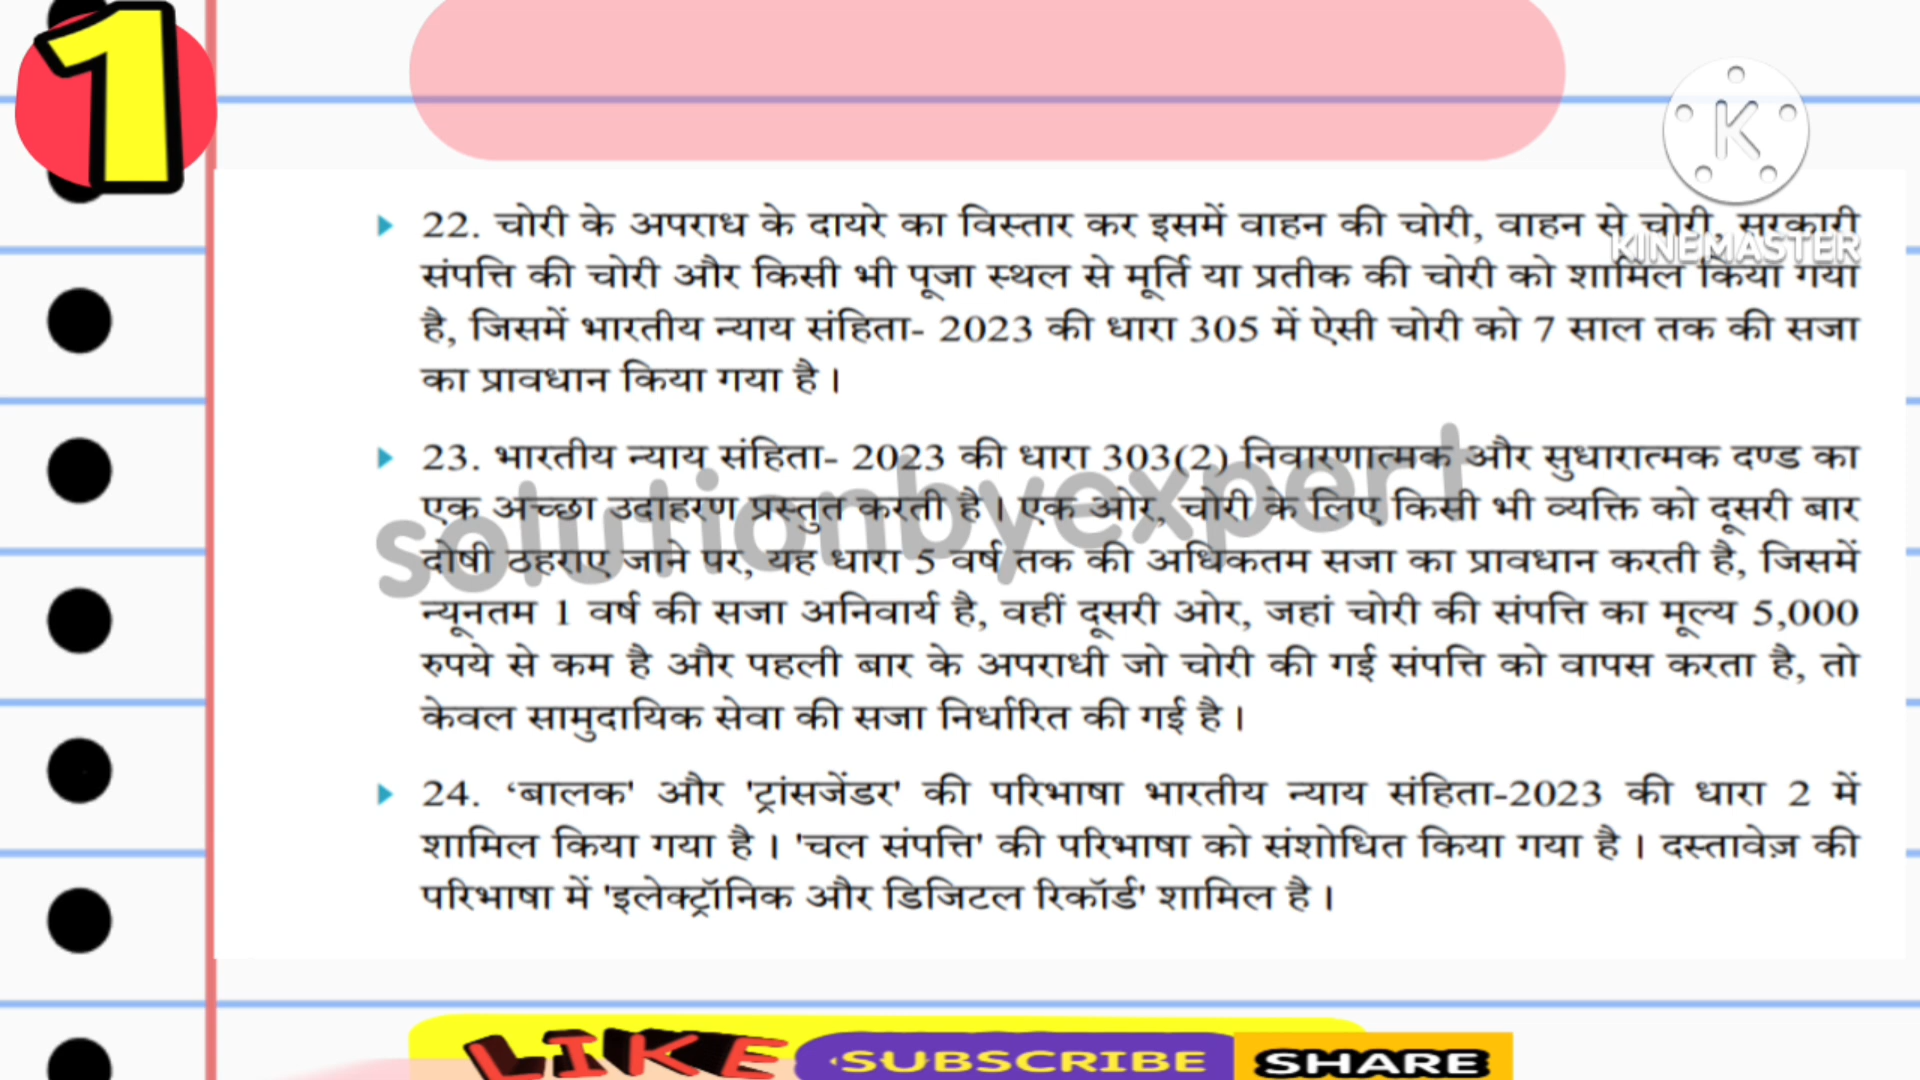 1
K
KINEMASTER
22. चोरी के अपराध के दायरे का विस्तार कर इसमें वाहन की चोरी, वाहन से चोरी, सरकारी
संपत्ति की चोरी और किसी भी पूजा स्थल से मूर्ति या प्रतीक की चोरी को शामिल किया गया
है, जिसमें भारतीय न्याय संहिता- 2023 की धारा 305 में ऐसी चोरी को 7 साल तक की सजा
का प्रावधान किया गया है।
23. भारतीय न्याय संहिता- 2023 की धारा 303(2) निवारणात्मक और सुधारात्मक दण्ड का
एक अच्छा उदाहरण प्रस्तुत करती है। एक ओर, चोरी के लिए किसी भी व्यक्ति को दूसरी बार
दोषी ठहराए जाने पर, यह धारा 5 वर्ष तक की अधिकतम सजा का प्रावधान करती है, जिसमें
न्यूनतम 1 वर्ष की सजा अनिवार्य है, वहीं दूसरी ओर, जहां चोरी की संपत्ति का मूल्य 5,000
रुपये से कम है और पहली बार के अपराधी जो चोरी की गई संपत्ति को वापस करता है, तो
केवल सामुदायिक सेवा की सजा निर्धारित की गई है।
solutionbyexpert
24. ‘बालक' और 'ट्रांसजेंडर' की परिभाषा भारतीय न्याय संहिता-2023 की धारा 2 में
शामिल किया गया है। 'चल संपत्ति' की परिभाषा को संशोधित किया गया है। दस्तावेज़ की
परिभाषा में 'इलेक्ट्रॉनिक और डिजिटल रिकॉर्ड' शामिल है।
LIKE SUBSCRIBE SHARE